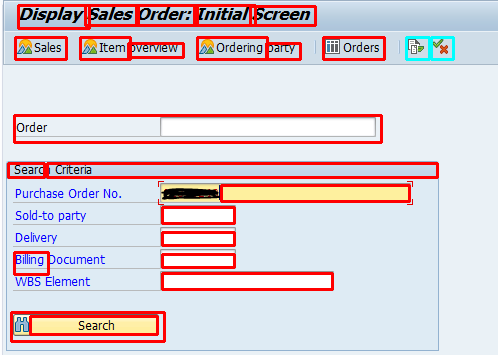 Display Sales Order: Initial Screen
Sales Item overview Ordering party Orders
Order
Search Criteria
Purchase Order No.
Sold-to party
Delivery
Billing Document
WBS Element
Search